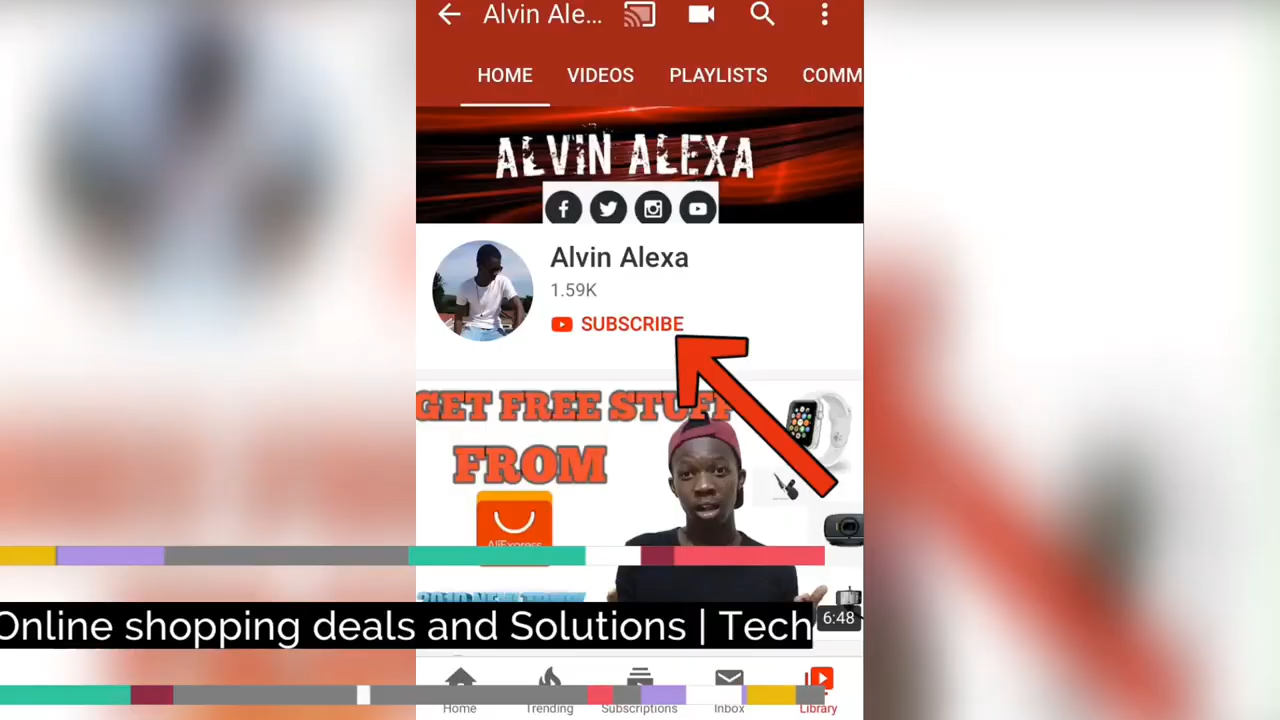 Alvin Ale...
HOME VIDEOS PLAYLISTS COMM
ALVIN ALEXA
Alvin Alexa
1.59K
SUBSCRIBE
GET FREE STUFF
FROM
AliExpress
6:48
Online shopping deals and Solutions | Tech
Home Trending Subscriptions Inbox Library